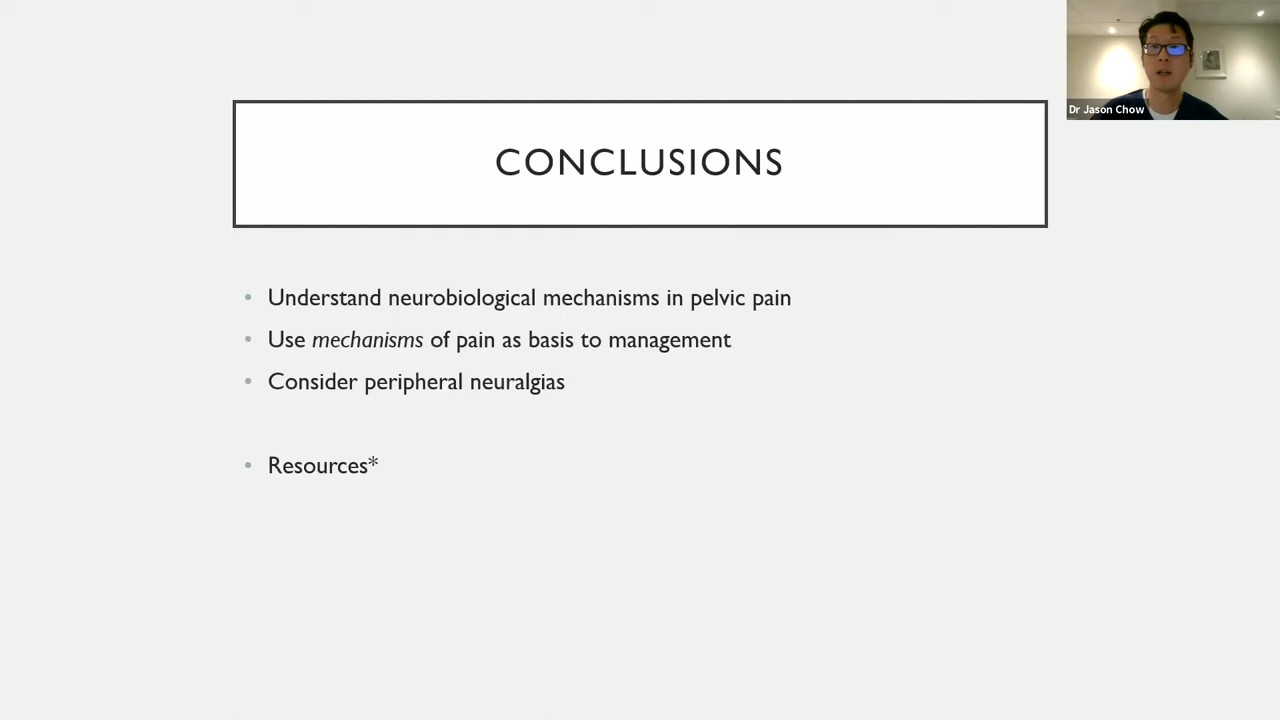 CONCLUSIONS
• Understand neurobiological mechanisms in pelvic pain
• Use mechanisms of pain as basis to management
• Consider peripheral neuralgias
• Resources*
Dr Jason Chow